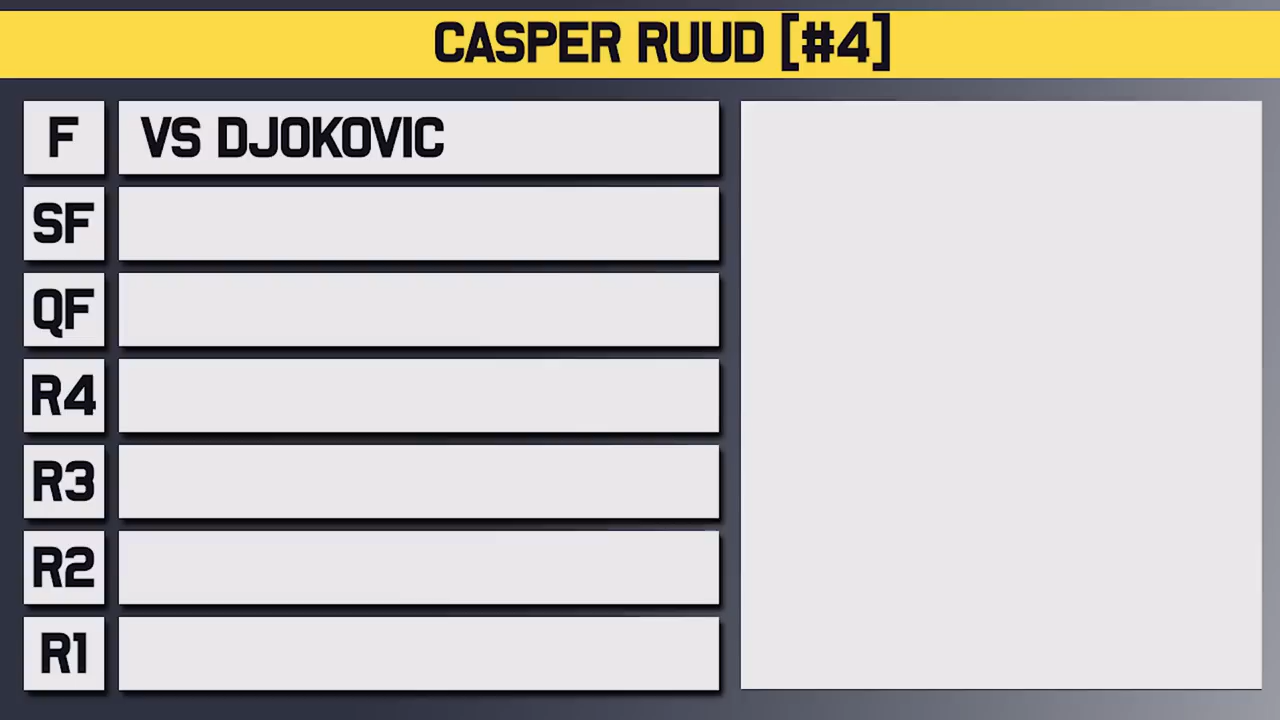 CASPER RUUD [#4]
F
VS DJOKOVIC
SF
QF
R4
R3
R2
R1